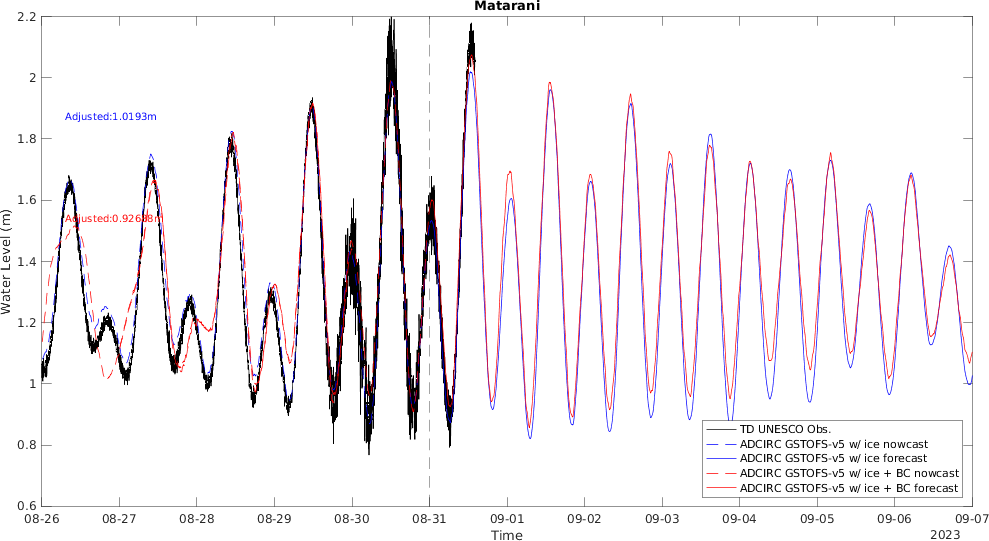 Matarani
2.2
2
1.8
1.6
1.4
1.2
1
0.8
0.6
Water Level (m)
Adjusted:1.0193m
08-26
08-27
08-28
08-29
08-30
08-31
09-01
09-02
09-03
09-04
09-05
09-06
09-07
Time
2023
TD UNESCO Obs.
ADCIRC GSTOFS-v5 w/ ice nowcast
ADCIRC GSTOFS-v5 w/ ice forecast
ADCIRC GSTOFS-v5 w/ ice + BC nowcast
ADCIRC GSTOFS-v5 w/ ice + BC forecast